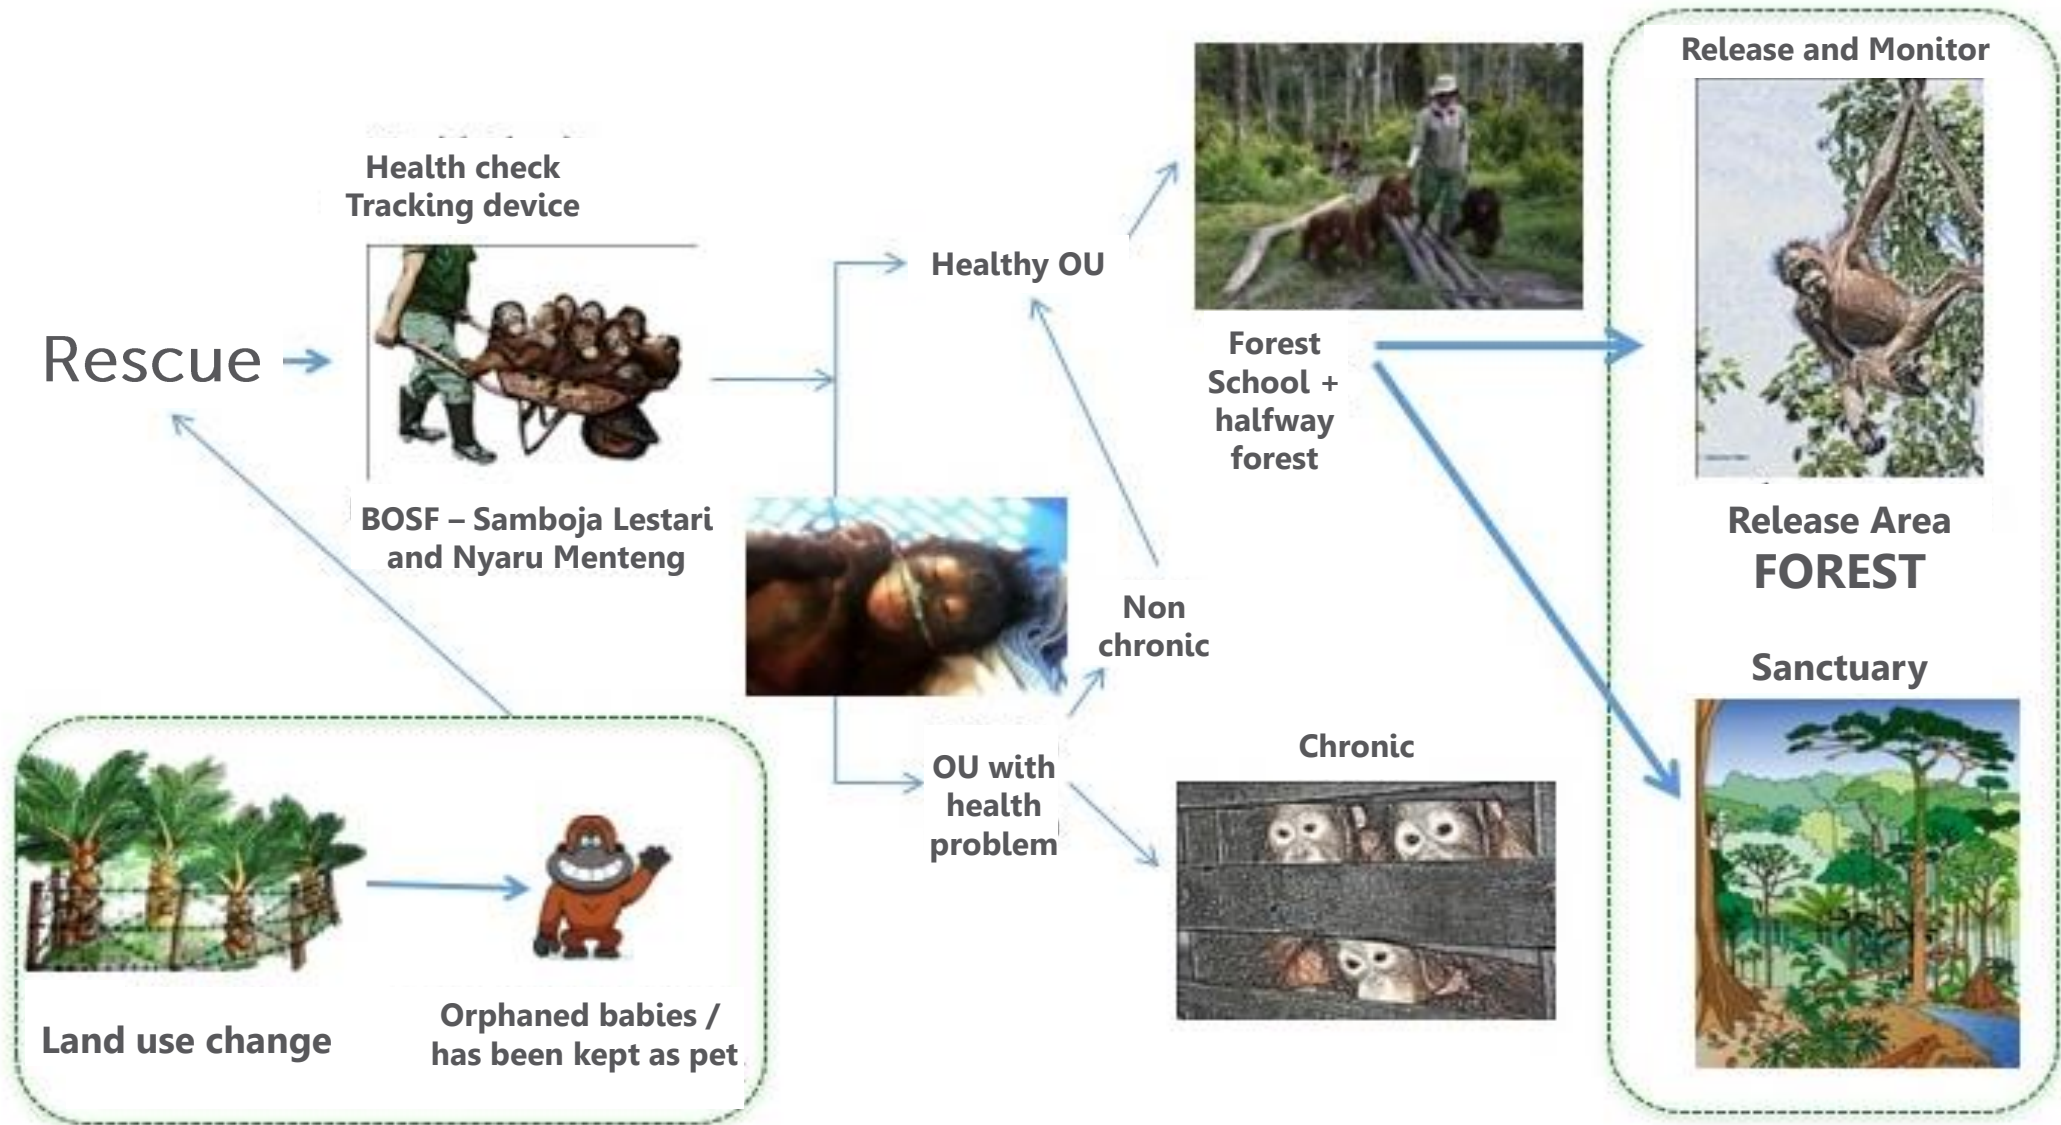 Release and Monitor
Health check
Tracking device
Healthy OU
Rescue
Forest
School +
halfway
forest
BOSF – Samboja Lestari
and Nyaru Menteng
Release Area
FOREST
Non
chronic
Sanctuary
Chronic
OU with
health
problem
Land use change
Orphaned babies /
has been kept as pet